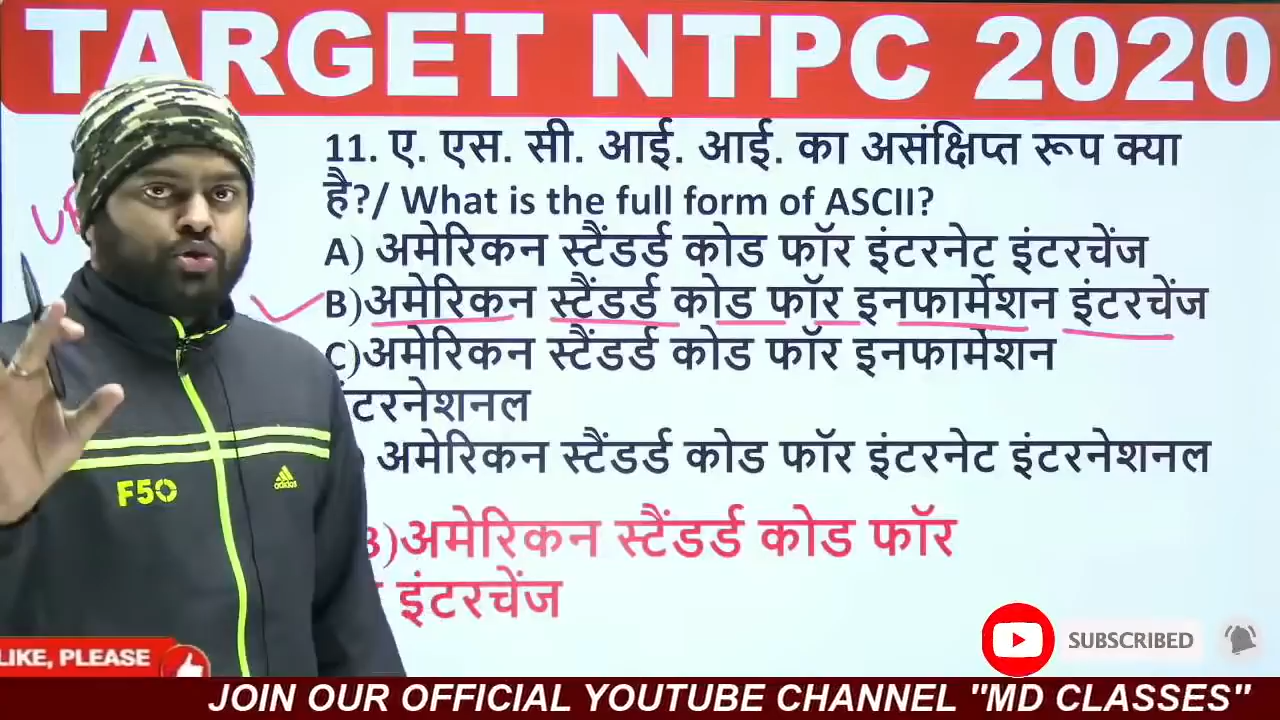 TARGET NTPC 2020
11. ए. एस. सी. आई. आई. का असंक्षिप्त रूप क्या
है?/ What is the full form of ASCII?
A) अमेरिकन स्टैंडर्ड कोड फॉर इंटरनेट इंटरचेंज
B)अमेरिकन स्टैंडर्ड कोड फॉर इनफार्मेशन इंटरचेंज
C)अमेरिकन स्टैंडर्ड कोड फॉर इनफार्मेशन
इंटरनेशनल
अमेरिकन स्टैंडर्ड कोड फॉर इंटरनेट इंटरनेशनल
B)अमेरिकन स्टैंडर्ड कोड फॉर
इंटरचेंज
F50
adidas
LIKE, PLEASE
SUBSCRIBED
JOIN OUR OFFICIAL YOUTUBE CHANNEL "MD CLASSES"